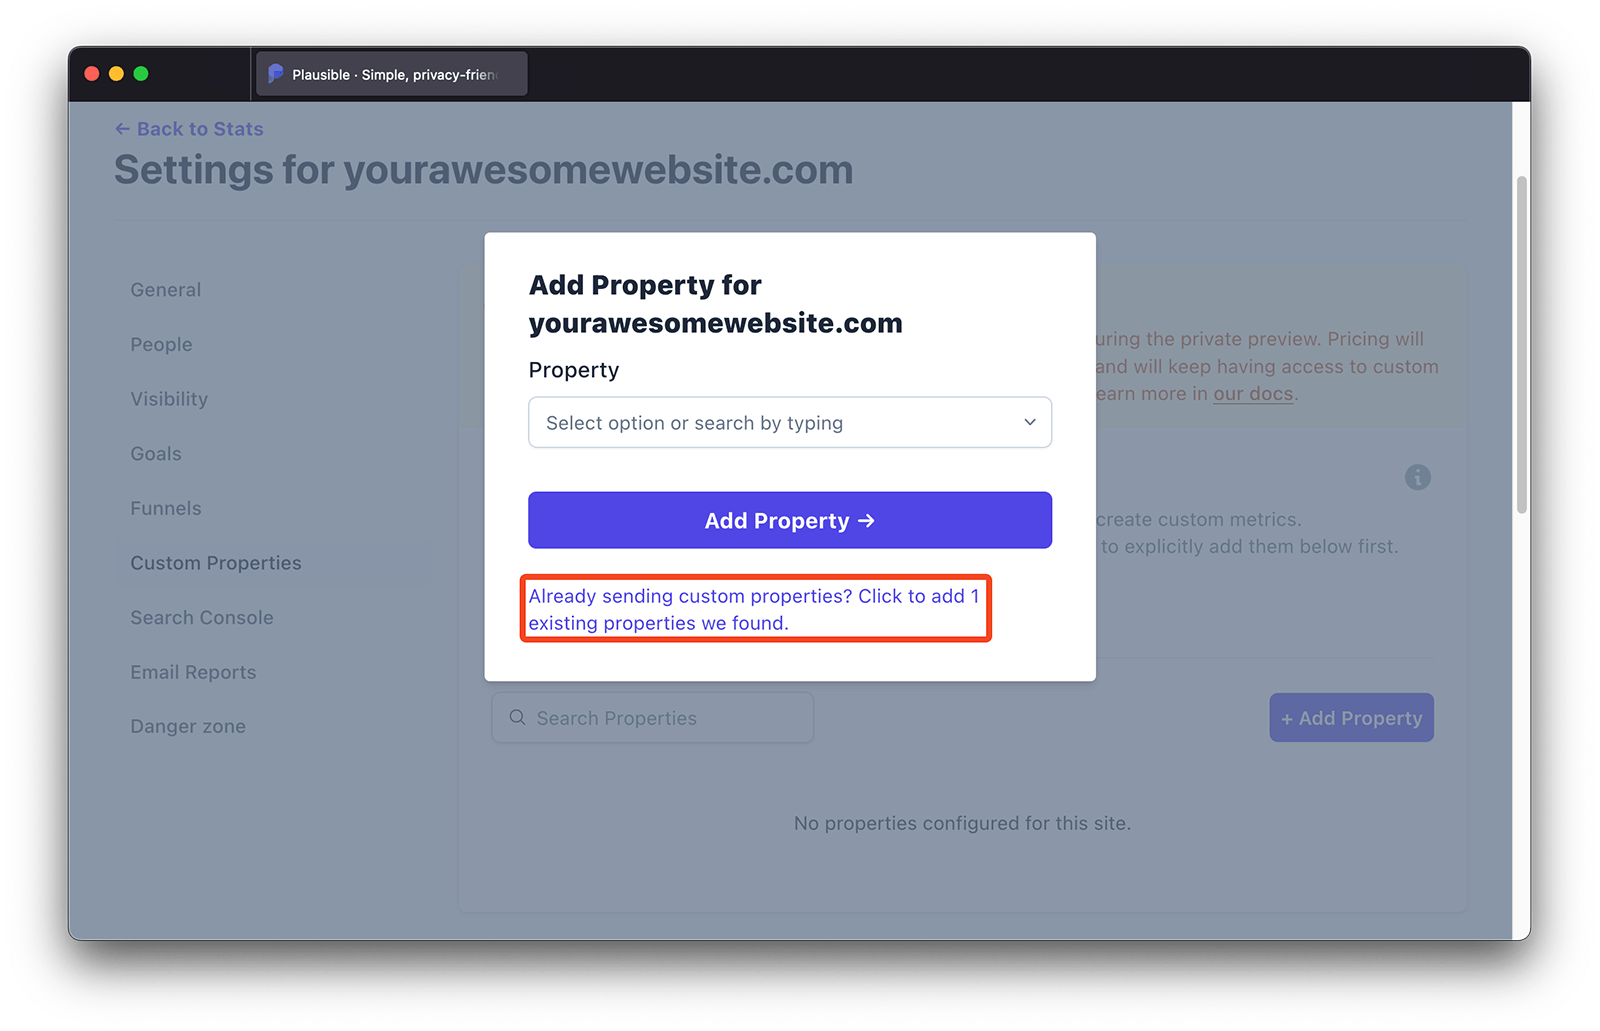 Plausible · Simple, privacy-frien
← Back to Stats
Settings for yourawesomewebsite.com
General
People
Visibility
Goals
Funnels
Custom Properties
Search Console
Email Reports
Danger zone
Add Property for
yourawesomewebsite.com
Property
Select option or search by typing
Add Property →
Already sending custom properties? Click to add 1
existing properties we found.
uring the private preview. Pricing will
and will keep having access to custom
earn more in our docs.
create custom metrics.
to explicitly add them below first.
Search Properties
+ Add Property
No properties configured for this site.